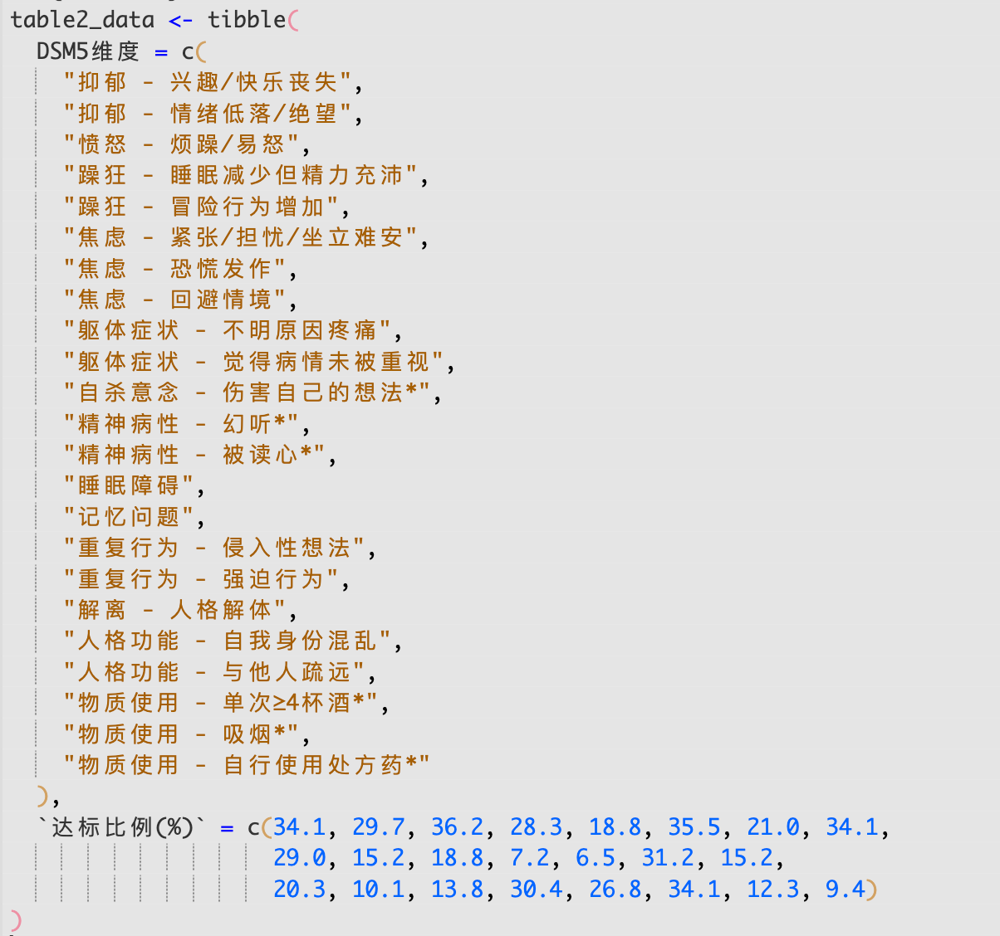 table2_data <- tibble(
DSM5维度 = c(
"抑郁 - 兴趣/快乐丧失",
"抑郁 - 情绪低落/绝望",
"愤怒 - 烦躁/易怒",
"躁狂 - 睡眠减少但精力充沛",
"躁狂 - 冒险行为增加",
"焦虑 - 紧张/担忧/坐立难安",
"焦虑 - 恐慌发作",
"焦虑 - 回避情境",
"躯体症状 - 不明原因疼痛",
"躯体症状 - 觉得病情未被重视",
"自杀意念 - 伤害自己的想法*",
"精神病性 - 幻听*",
"精神病性 - 被读心*",
"睡眠障碍",
"记忆问题",
"重复行为 - 侵入性想法",
"重复行为 - 强迫行为",
"解离 - 人格解体",
"人格功能 - 自我身份混乱",
"人格功能 - 与他人疏远",
"物质使用 - 单次≥4杯酒*",
"物质使用 - 吸烟*",
"物质使用 - 自行使用处方药*"
),
`达标比例(%)` = c(34.1, 29.7, 36.2, 28.3, 18.8, 35.5, 21.0, 34.1,
29.0, 15.2, 18.8, 7.2, 6.5, 31.2, 15.2,
20.3, 10.1, 13.8, 30.4, 26.8, 34.1, 12.3, 9.4)
)